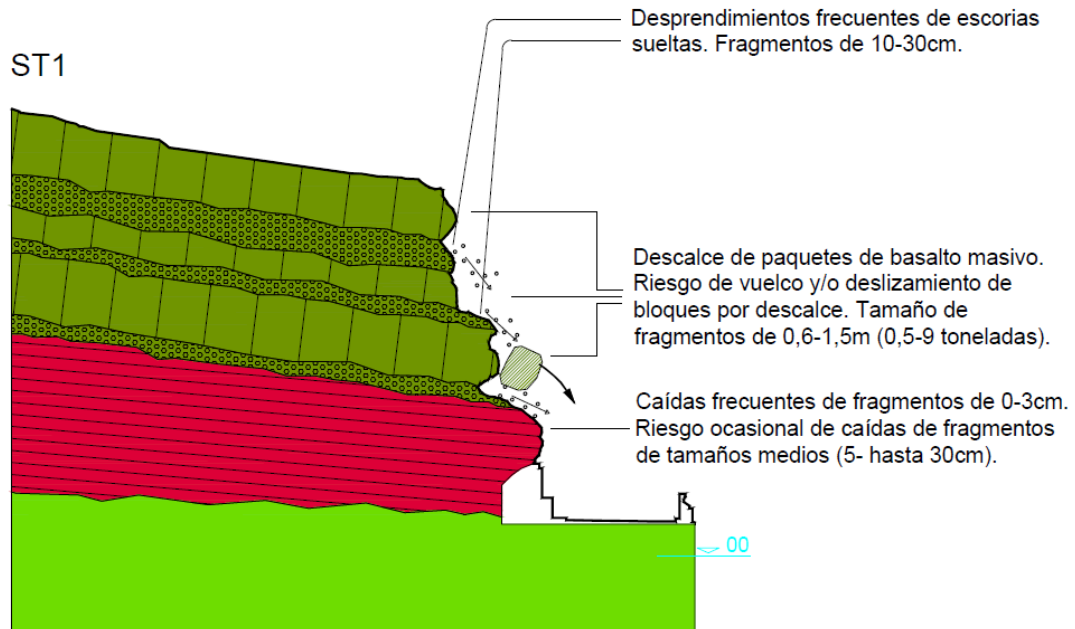 ST1
Desprendimientos frecuentes de escorias
sueltas. Fragmentos de 10-30cm.
Descalce de paquetes de basalto masivo.
Riesgo de vuelco y/o deslizamiento de
bloques por descalce. Tamaño de
fragmentos de 0,6-1,5m (0,5-9 toneladas).
Caídas frecuentes de fragmentos de 0-3cm.
Riesgo ocasional de caídas de fragmentos
de tamaños medios (5- hasta 30cm).
00